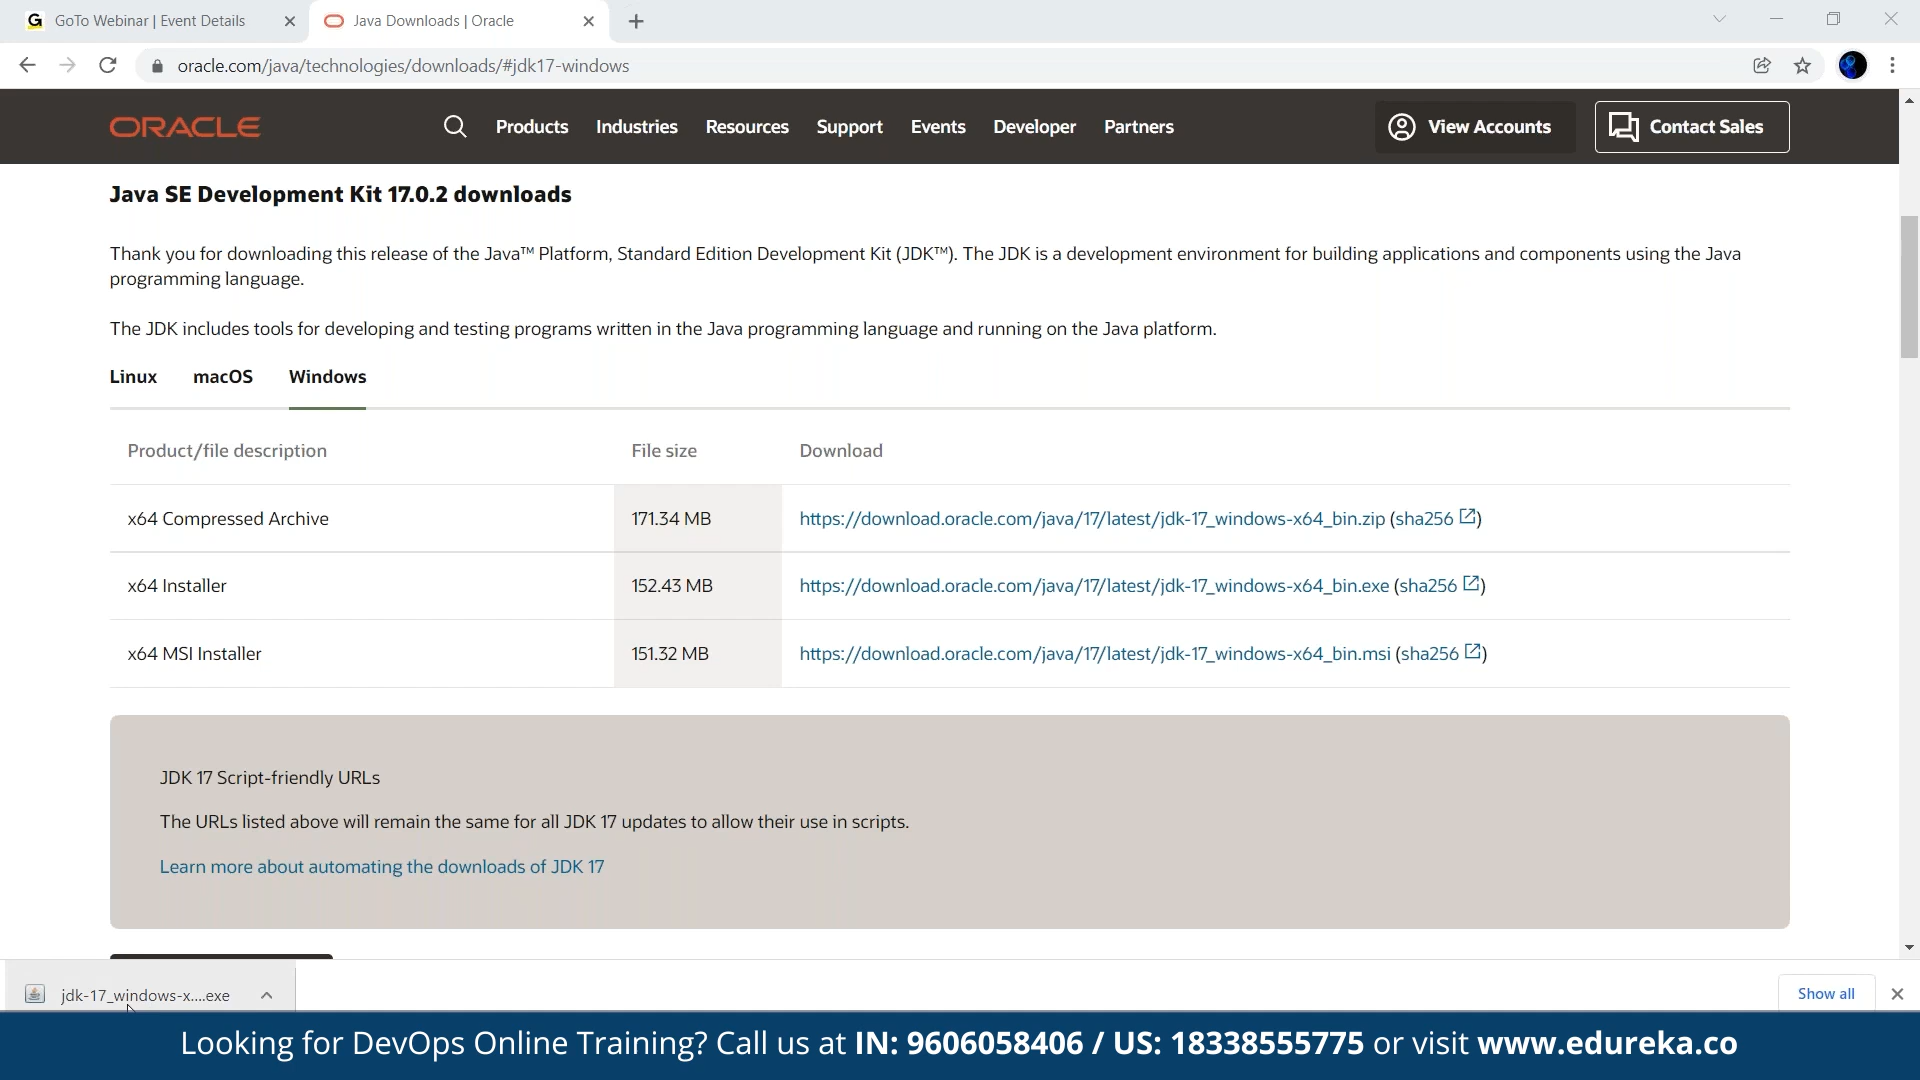 GoTo Webinar | Event Details
Java Downloads | Oracle
oracle.com/java/technologies/downloads/#jdk17-windows
ORACLE
Products Industries Resources Support Events Developer Partners
View Accounts
Contact Sales
Java SE Development Kit 17.0.2 downloads
Thank you for downloading this release of the Java™ Platform, Standard Edition Development Kit (JDK™). The JDK is a development environment for building applications and components using the Java
programming language.
The JDK includes tools for developing and testing programs written in the Java programming language and running on the Java platform.
Linux macOS Windows
Product/file description File size Download
x64 Compressed Archive 171.34 MB https://download.oracle.com/java/17/latest/jdk-17_windows-x64_bin.zip (sha256)
x64 Installer 152.43 MB https://download.oracle.com/java/17/latest/jdk-17_windows-x64_bin.exe (sha256)
x64 MSI Installer 151.32 MB https://download.oracle.com/java/17/latest/jdk-17_windows-x64_bin.msi (sha256)
JDK 17 Script-friendly URLs
The URLs listed above will remain the same for all JDK 17 updates to allow their use in scripts.
Learn more about automating the downloads of JDK 17
jdk-17_windows-x....exe
Show all
Looking for DevOps Online Training? Call us at IN: 9606058406 / US: 18338555775 or visit www.edureka.co